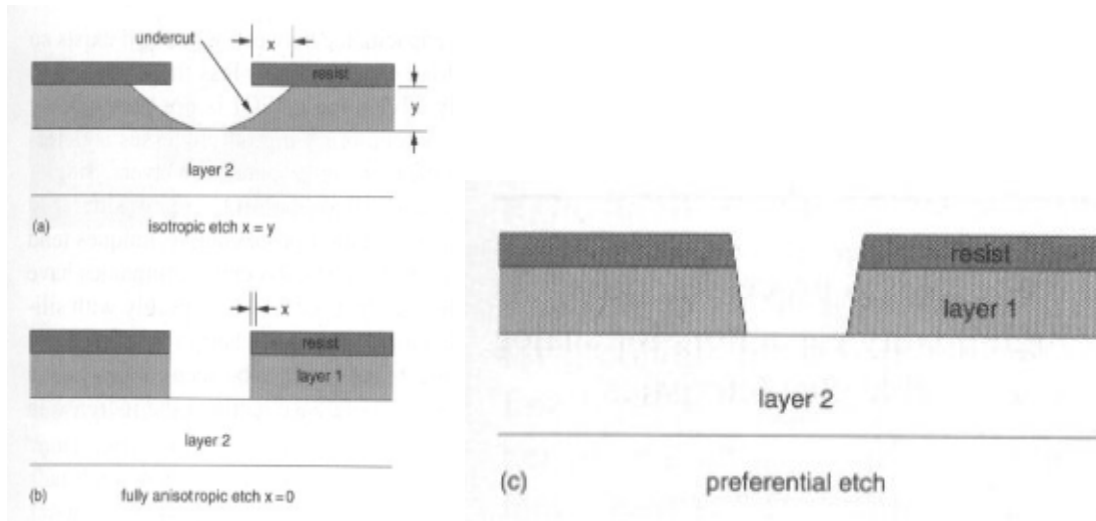 undercut
x
resist
y
layer 2
(a)
isotropic etch x = y
x
resist
layer 1
layer 2
(b)
fully anisotropic etch x = 0
resist
layer 1
layer 2
(c)
preferential etch